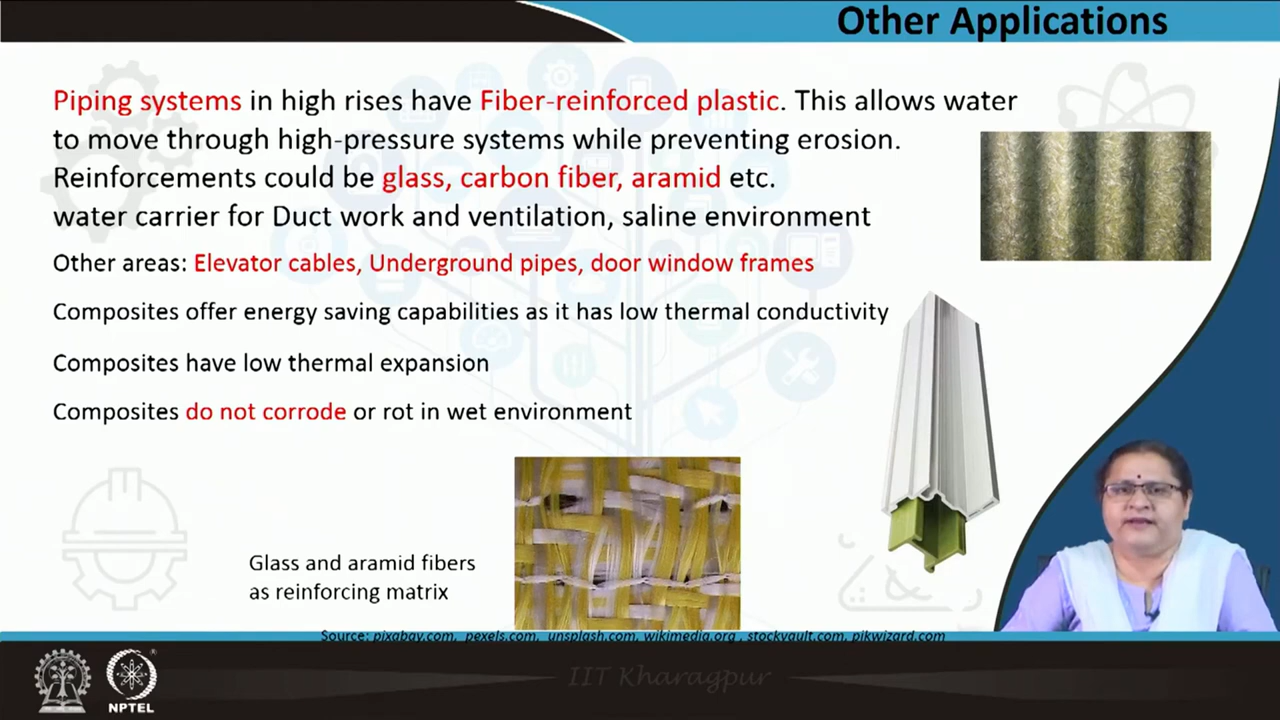 Other Applications
Piping systems in high rises have Fiber-reinforced plastic. This allows water
to move through high-pressure systems while preventing erosion.
Reinforcements could be glass, carbon fiber, aramid etc.
water carrier for Duct work and ventilation, saline environment
Other areas: Elevator cables, Underground pipes, door window frames
Composites offer energy saving capabilities as it has low thermal conductivity
Composites have low thermal expansion
Composites do not corrode or rot in wet environment
Glass and aramid fibers
as reinforcing matrix
Source: pixabay.com, pexels.com, unsplash.com, wikimedia.org , stockvault.com, pikwizard.com
IIT Kharagpur
NPTEL